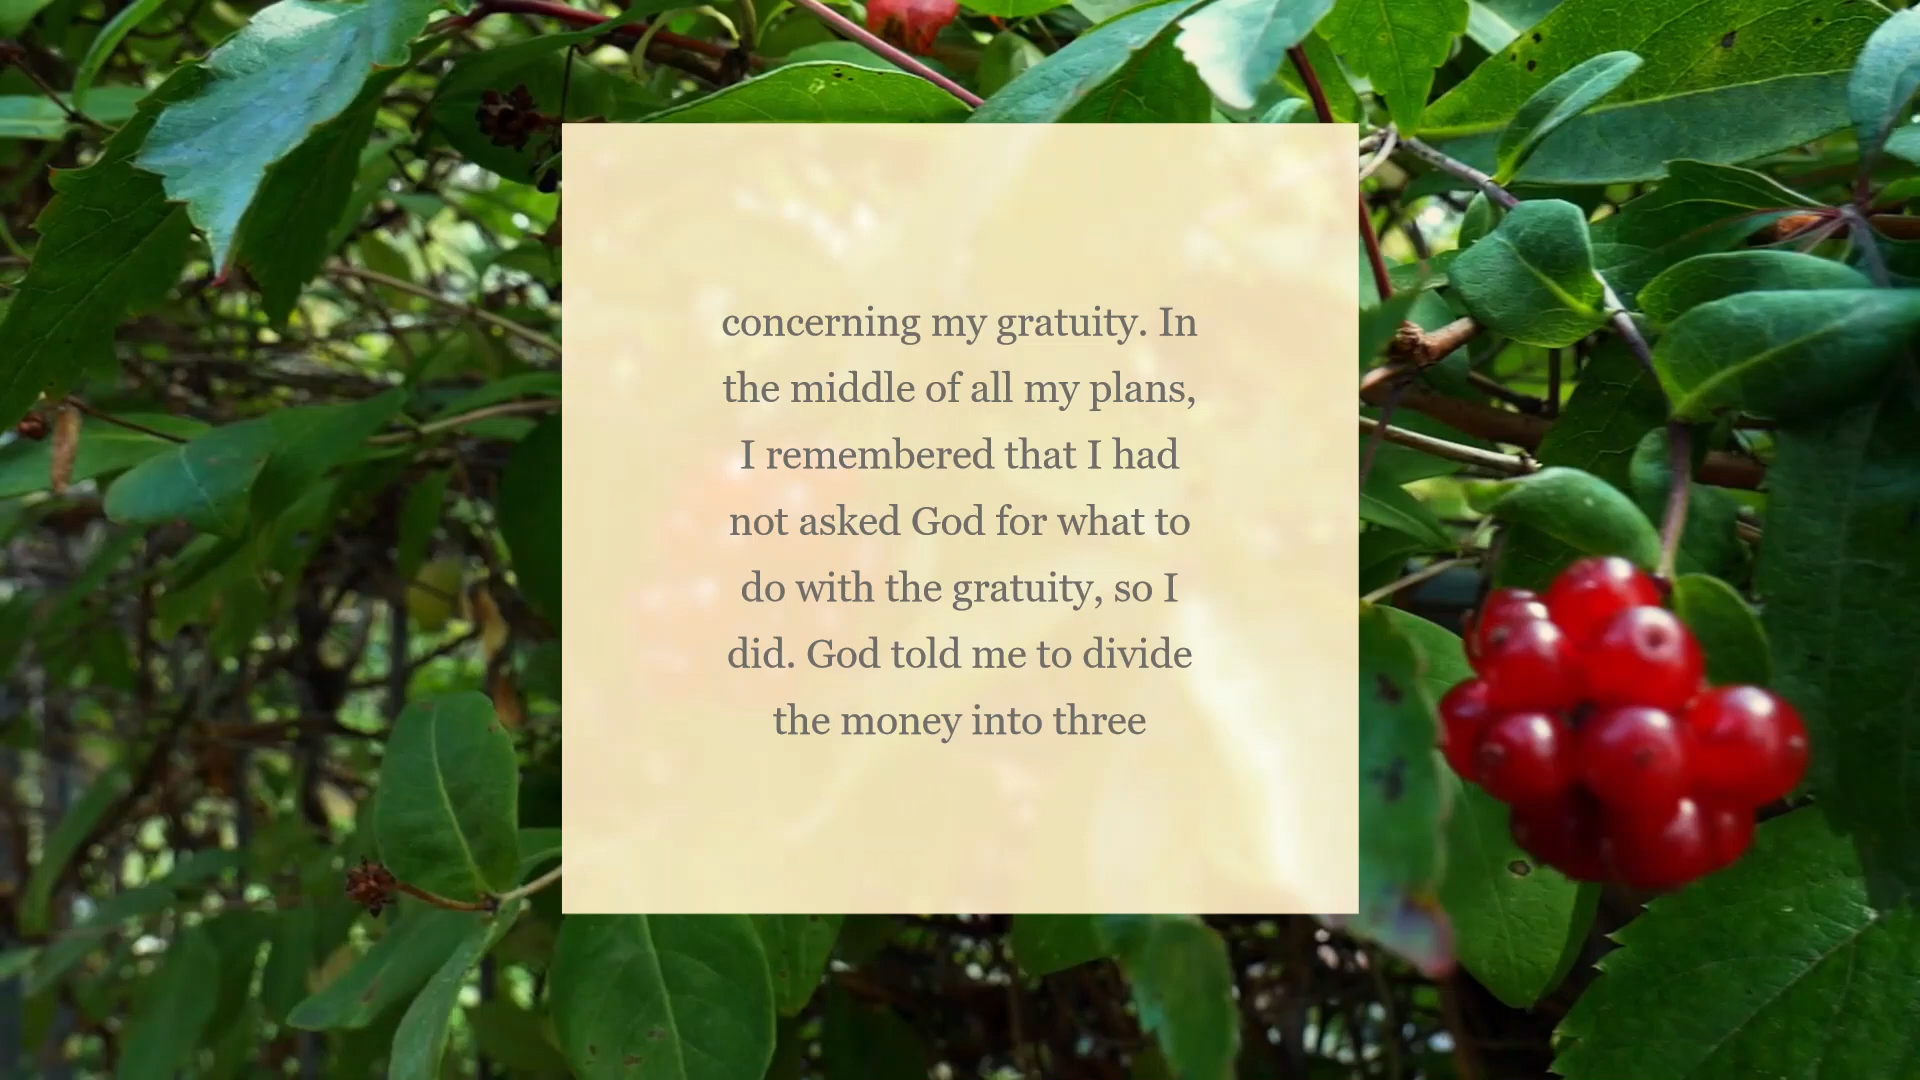 concerning my gratuity. In
the middle of all my plans,
I remembered that I had
not asked God for what to
do with the gratuity, so I
did. God told me to divide
the money into three